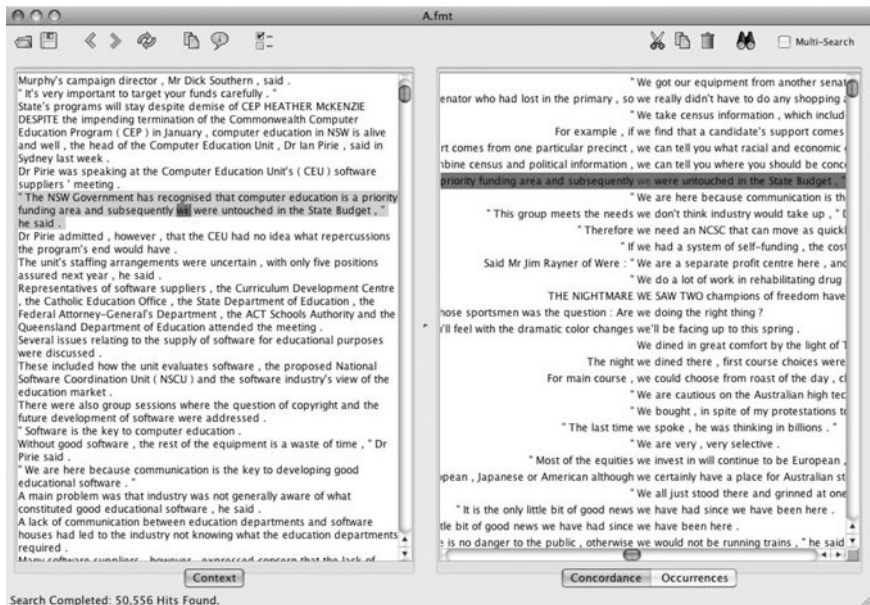 A.fmt
Multi-Search
Murphy's campaign director , Mr Dick Southern , said .
" It's very important to target your funds carefully . "
State's programs will stay despite demise of CEP HEATHER McKENZIE
DESPITE the impending termination of the Commonwealth Computer
Education Program ( CEP ) in January , computer education in NSW is alive
and well , the head of the Computer Education Unit , Dr Ian Pirie , said in
Sydney last week .
Dr Pirie was speaking at the Computer Education Unit's ( CEU ) software
suppliers ' meeting .
" The NSW Government has recognised that computer education is a priority
funding area and subsequently we were untouched in the State Budget , "
he said .
Dr Pirie admitted , however , that the CEU had no idea what repercussions
the program's end would have .
The unit's staffing arrangements were uncertain , with only five positions
assured next year , he said .
Representatives of software suppliers , the Curriculum Development Centre
, the Catholic Education Office , the State Department of Education , the
Federal Attorney-General's Department , the ACT Schools Authority and the
Queensland Department of Education attended the meeting .
Several issues relating to the supply of software for educational purposes
were discussed .
These included how the unit evaluates software , the proposed National
Software Coordination Unit ( NSCU ) and the software industry's view of the
education market .
There were also group sessions where the question of copyright and the
future development of software were addressed .
" Software is the key to computer education .
Without good software , the rest of the equipment is a waste of time , " Dr
Pirie said .
" We are here because communication is the key to developing good
educational software . "
A main problem was that industry was not generally aware of what
constituted good educational software , he said .
A lack of communication between education departments and software
houses had led to the industry not knowing what the education departments
required .
Many software suppliers , however , expressed concern that the lack of
Context
" We got our equipment from another senat
enator who had lost in the primary , so we really didn't have to do any shopping
" We take census information , which includ
For example , if we find that a candidate's support comes
rt comes from one particular precinct , we can tell you what racial and economic
nbine census and political information , we can tell you where you should be conc
priority funding area and subsequently we were untouched in the State Budget , "
" We are here because communication is th
" This group meets the needs we don't think industry would take up , " D
" Therefore we need an NCSC that can move as quickl
" If we had a system of self-funding , the cost
Said Mr Jim Rayner of Were : " We are a separate profit centre here , and
" We do a lot of work in rehabilitating drug
THE NIGHTMARE WE SAW TWO champions of freedom have
hose sportsmen was the question : Are we doing the right thing ?
'll feel with the dramatic color changes we'll be facing up to this spring .
We dined in great comfort by the light of T
The night we dined there , first course choices were
For main course , we could choose from roast of the day , cl
" We are cautious on the Australian high tec
" We bought , in spite of my protestations to
" The last time we spoke , he was thinking in billions . "
" We are very , very selective .
" Most of the equities we invest in will continue to be European ,
pean , Japanese or American although we certainly have a place for Australian st
" We all just stood there and grinned at one
" It is the only little bit of good news we have had since we have been here .
tle bit of good news we have had since we have been here .
e is no danger to the public , otherwise we would not be running trains , " he said
Concordance
Occurrences
Search Completed: 50,556 Hits Found.